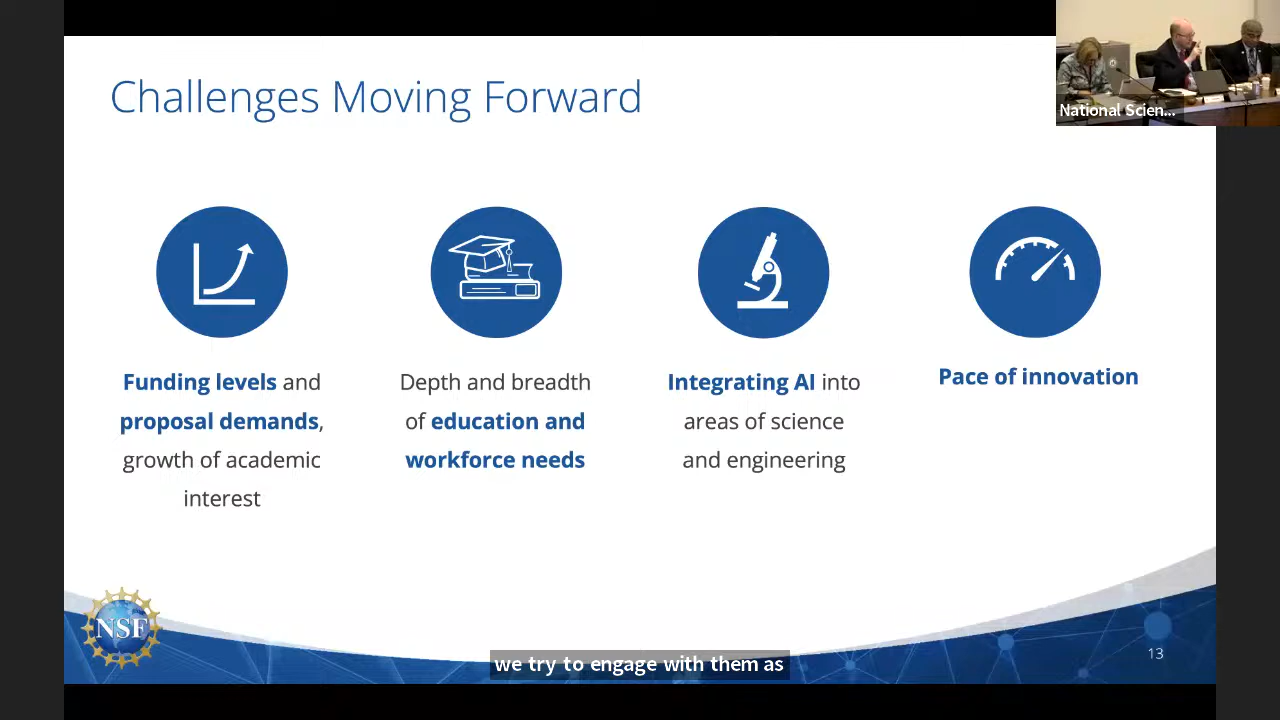 Challenges Moving Forward
National Scien...
Funding levels and
proposal demands,
growth of academic
interest
Depth and breadth
of education and
workforce needs
Integrating AI into
areas of science
and engineering
Pace of innovation
NSF
we try to engage with them as
13